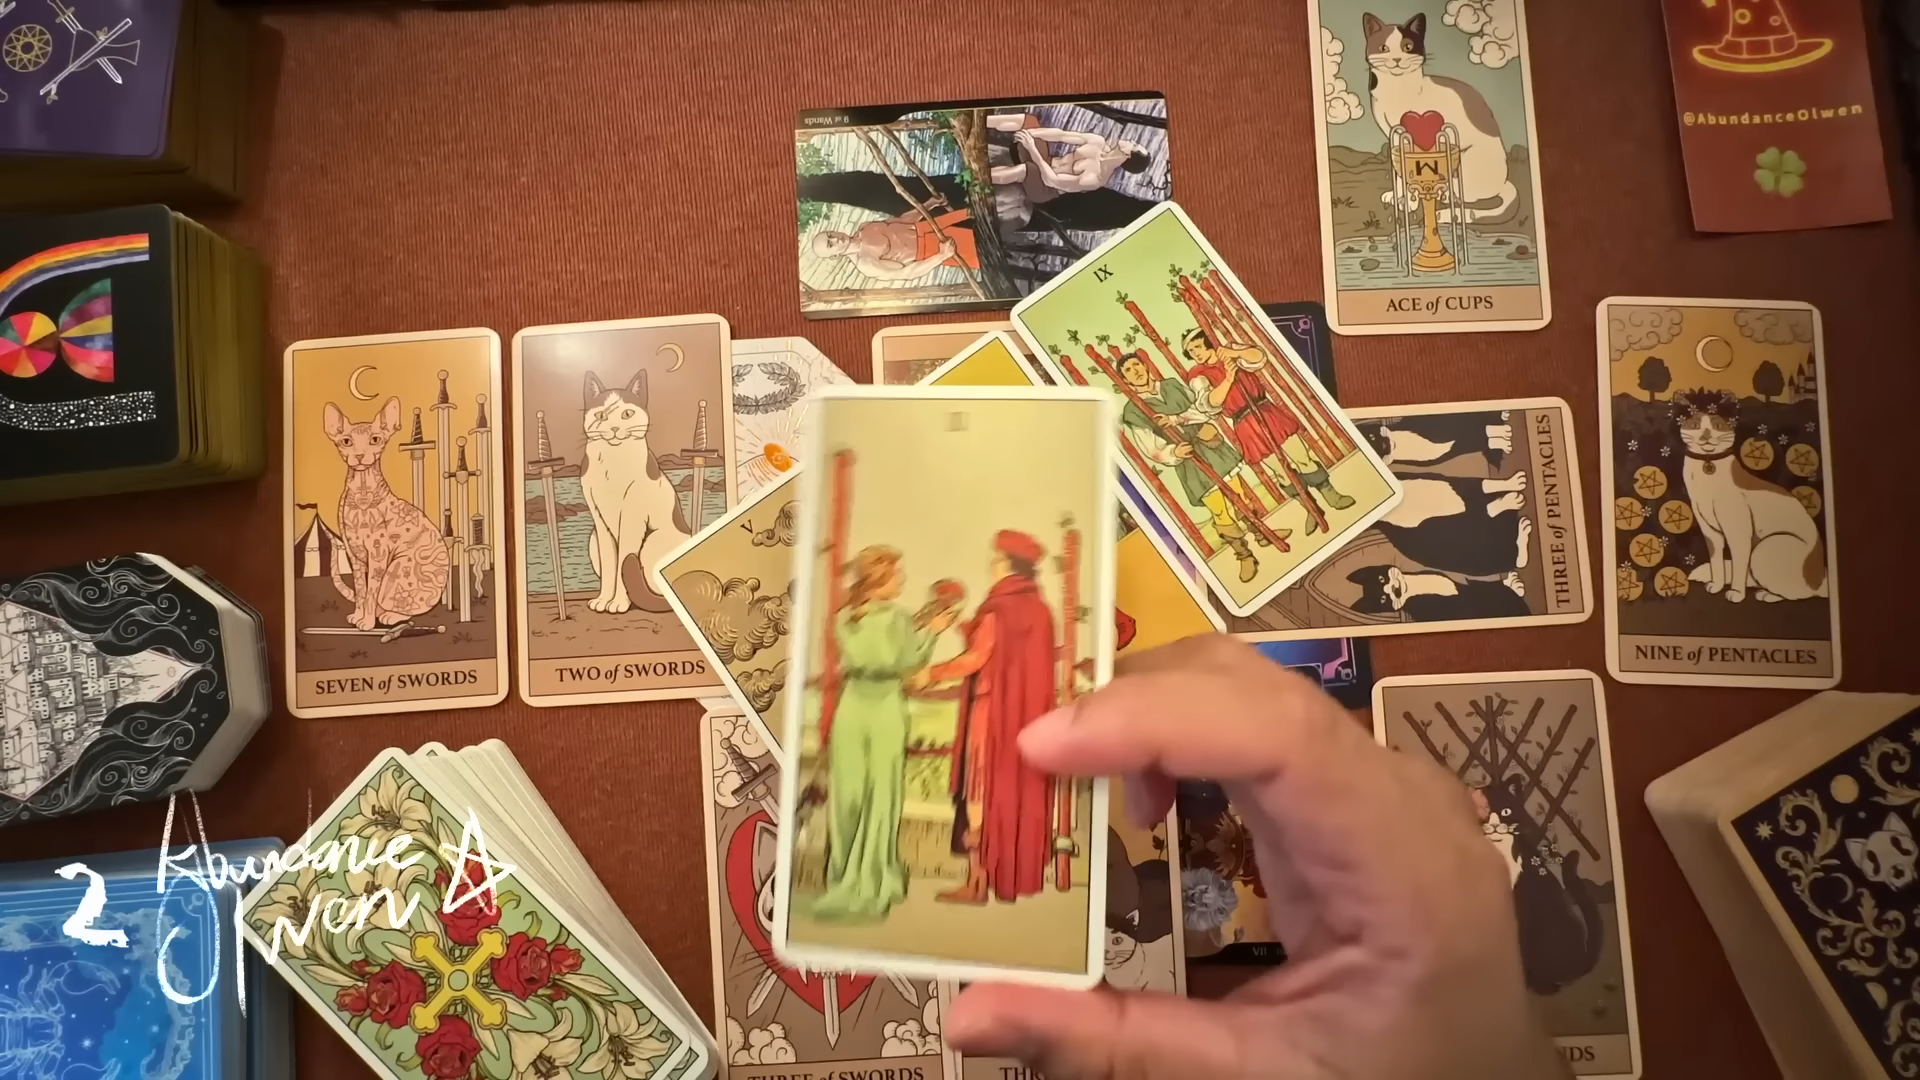 9 of Wands
@AbundanceOlwen
IX
M
ACE of CUPS
THREE of PENTACLES
V
SEVEN of SWORDS
TWO of SWORDS
NINE of PENTACLES
2
Abundance
Olwen
VII
THREE of SWORDS